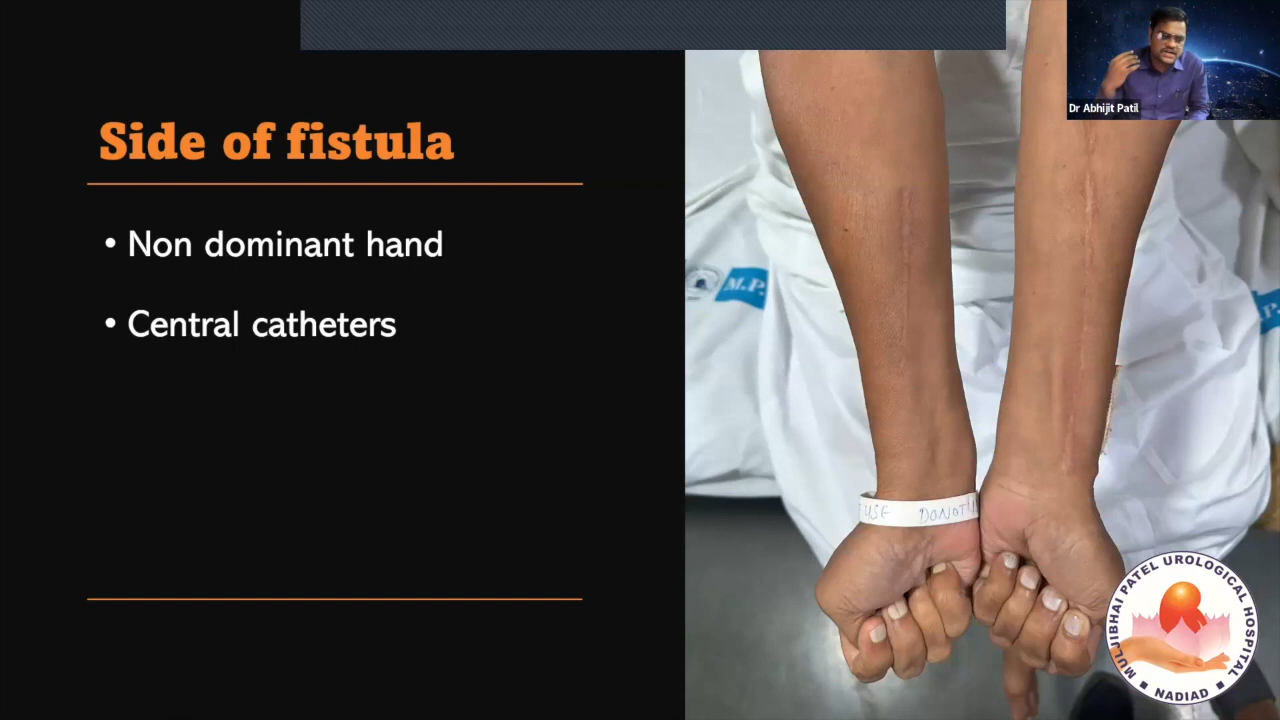 Dr Abhijit Patil
Side of fistula
• Non dominant hand
• Central catheters
M.P.
USE DONOT
MULJIBHAI PATEL UROLOGICAL HOSPITAL
NADIAD